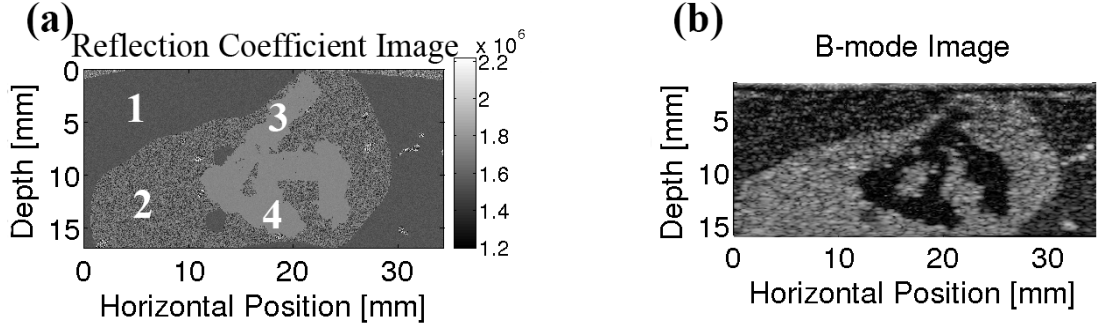 (a)
Reflection Coefficient Image
x 10^6
0
5
10
15
Depth [mm]
1
2
3
4
2.2
2
1.8
1.6
1.4
1.2
0 10 20 30
Horizontal Position [mm]
(b)
B-mode Image
5
10
15
Depth [mm]
0 10 20 30
Horizontal Position [mm]